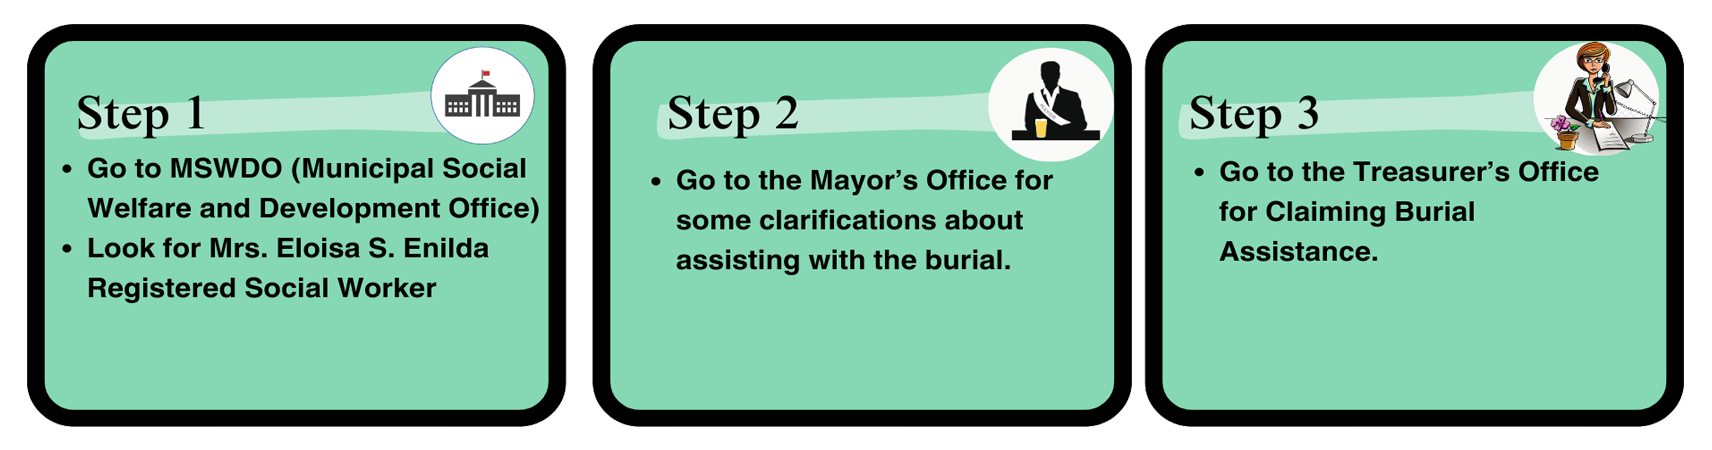 Step 1
Go to MSWDO (Municipal Social
Welfare and Development Office)
Look for Mrs. Eloisa S. Enilda
Registered Social Worker
Step 2
Go to the Mayor’s Office for
some clarifications about
assisting with the burial.
Step 3
Go to the Treasurer’s Office
for Claiming Burial
Assistance.